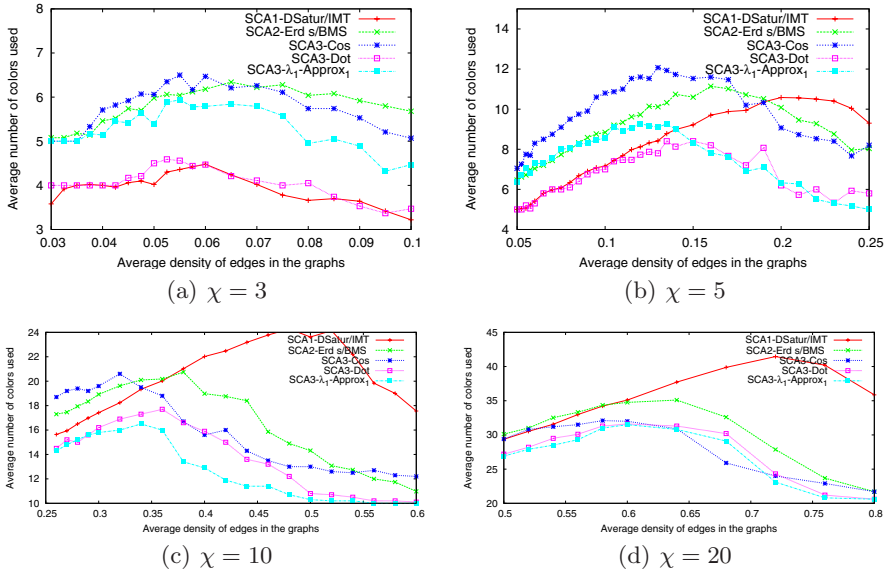 8
7
6
5
4
3
0.03 0.04 0.05 0.06 0.07 0.08 0.09 0.1
Average number of colors used
Average density of edges in the graphs
SCA1-DSatur/IMT
SCA2-Erd s/BMS
SCA3-Cos
SCA3-Dot
SCA3-λ1-Approx1
(a) χ = 3
14
12
10
8
6
4
0.05 0.1 0.15 0.2 0.25
Average number of colors used
Average density of edges in the graphs
SCA1-DSatur/IMT
SCA2-Erd s/BMS
SCA3-Cos
SCA3-Dot
SCA3-λ1-Approx1
(b) χ = 5
24
22
20
18
16
14
12
10
0.25 0.3 0.35 0.4 0.45 0.5 0.55 0.6
Average number of colors used
Average density of edges in the graphs
SCA1-DSatur/IMT
SCA2-Erd s/BMS
SCA3-Cos
SCA3-Dot
SCA3-λ1-Approx1
(c) χ = 10
45
40
35
30
25
20
0.5 0.55 0.6 0.65 0.7 0.75 0.8
Average number of colors used
Average density of edges in the graphs
SCA1-DSatur/IMT
SCA2-Erd s/BMS
SCA3-Cos
SCA3-Dot
SCA3-λ1-Approx1
(d) χ = 20